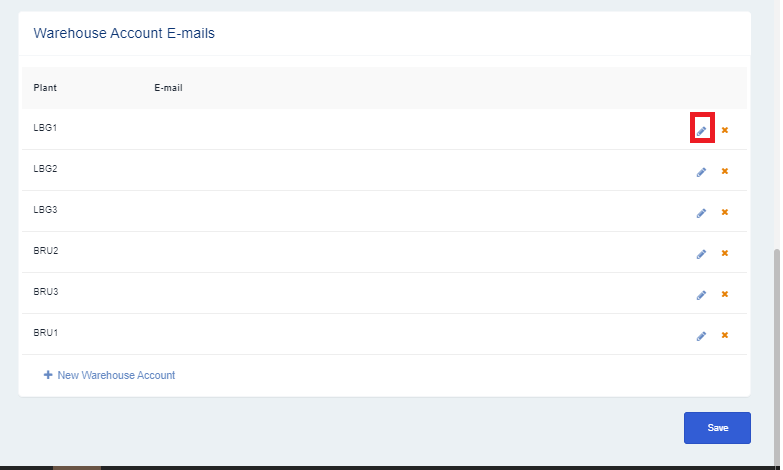 Warehouse Account E-mails
Plant E-mail
LBG1
LBG2
LBG3
BRU2
BRU3
BRU1
New Warehouse Account
Save